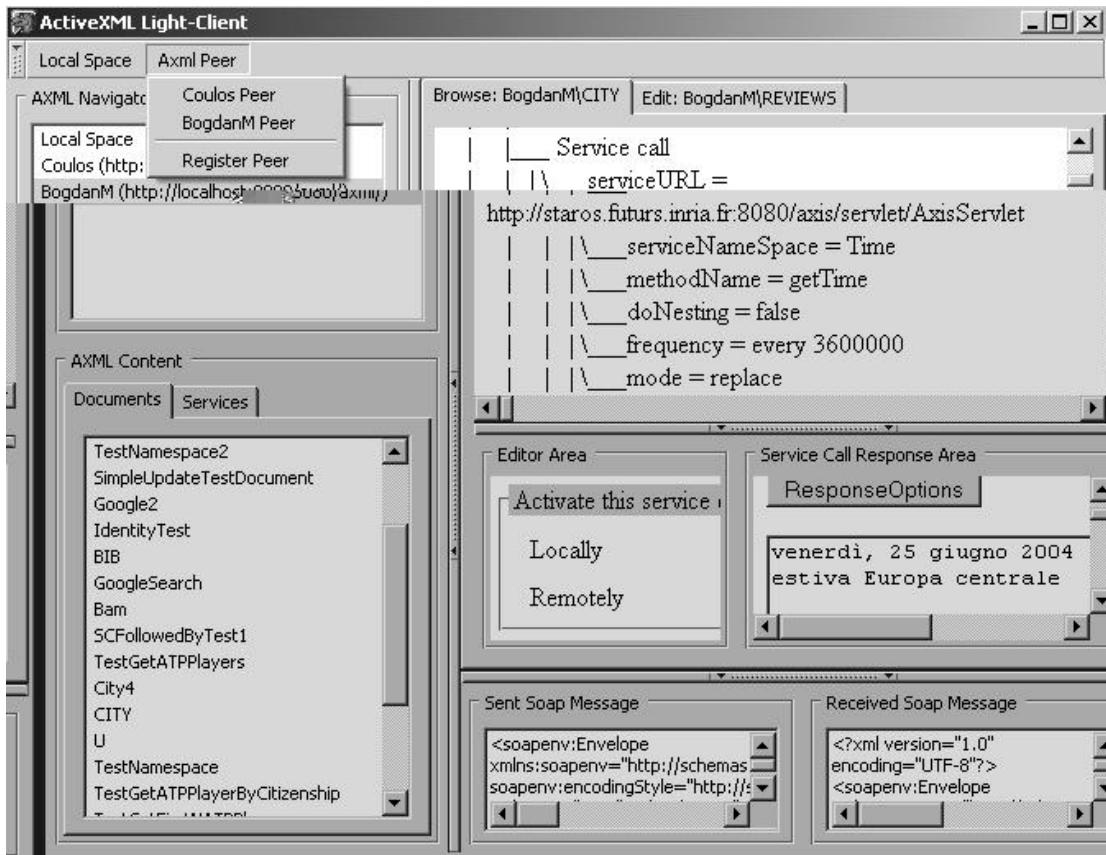 ActiveXML Light-Client
Local Space Axml Peer
AXML Navigato
Coulos Peer
BogdanM Peer
Register Peer
Local Space
Coulos (http:
BogdanM (http://localhost:
Browse: BogdanM\CITY Edit: BogdanM\REVIEWS
|___ Service call
serviceURL =
http://staros.futurs.inria.fr:8080/axis/servlet/AxisServlet
| | |\___serviceNameSpace = Time
| | |\___methodName = getTime
| | |\___doNesting = false
| | |\___frequency = every 3600000
| | |\___mode = replace
AXML Content
Documents Services
TestNamespace2
SimpleUpdateTestDocument
Google2
IdentityTest
BIB
GoogleSearch
Bam
SCFollowedByTest1
TestGetATPPlayers
City4
CITY
U
TestNamespace
TestGetATPPlayerByCitizenship
Editor Area
Activate this service
Locally
Remotely
Service Call Response Area
ResponseOptions
venerdì, 25 giugno 2004
estiva Europa centrale
Sent Soap Message
<soapenv:Envelope
xmlns:soapenv="http://schemas
soapenv:encodingStyle="http://s
Received Soap Message
<?xml version="1.0"
encoding="UTF-8"?>
<soapenv:Envelope